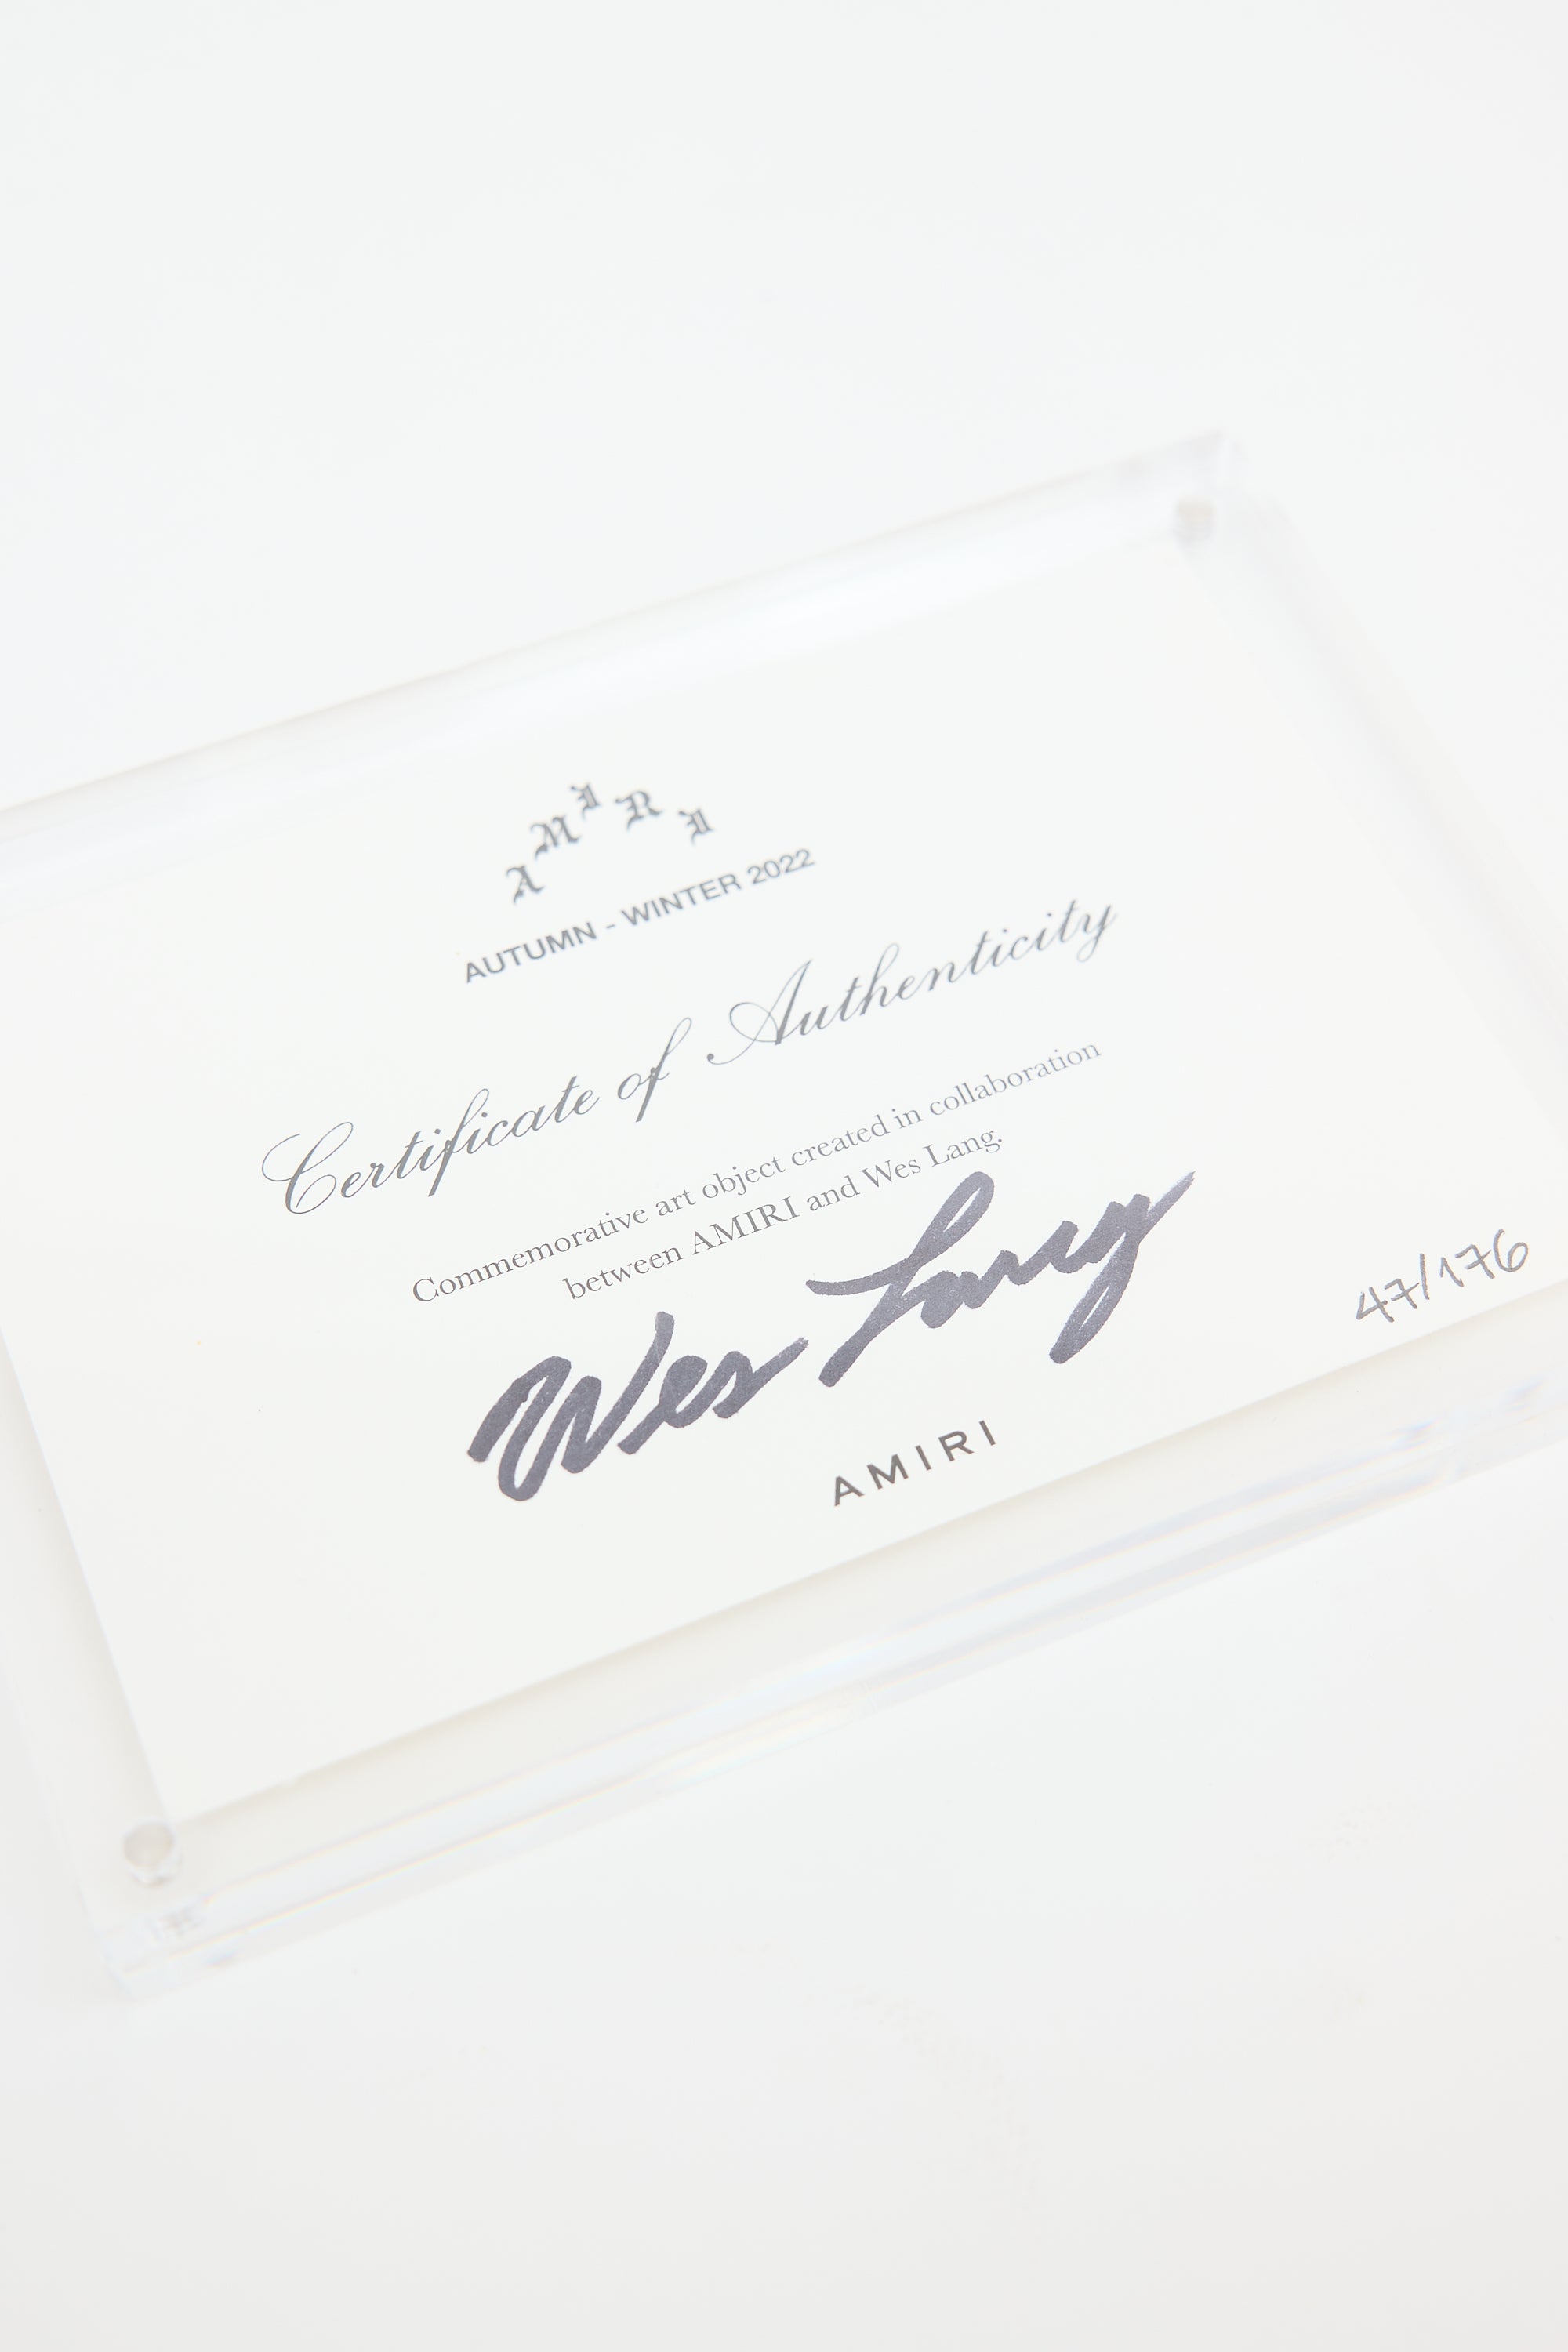 AMIRI
AUTUMN - WINTER 2022
Certificate of Authenticity
Commemorative art object created in collaboration
between AMIRI and Wes Lang.
Wes Lang
47/176
AMIRI